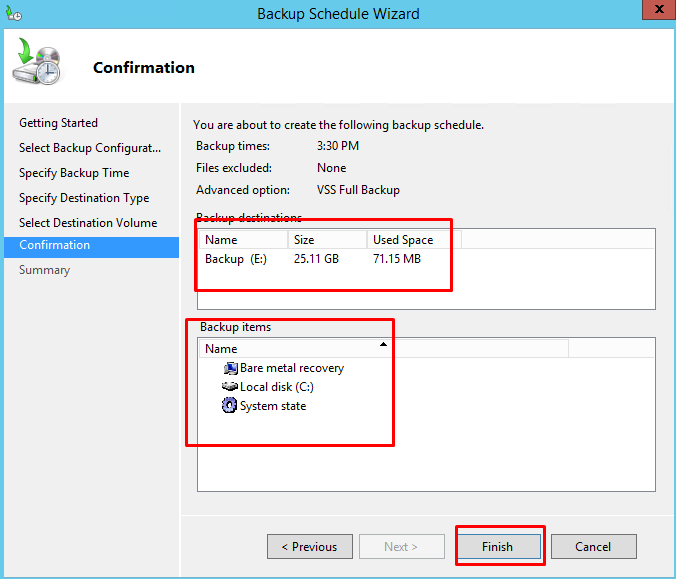 Backup Schedule Wizard
x
Confirmation
Getting Started
Select Backup Configurat...
Specify Backup Time
Specify Destination Type
Select Destination Volume
Confirmation
Summary
You are about to create the following backup schedule.
Backup times: 3:30 PM
Files excluded: None
Advanced option: VSS Full Backup
Backup destinations
Name Size Used Space
Backup (E:) 25.11 GB 71.15 MB
Backup items
Name
Bare metal recovery
Local disk (C:)
System state
< Previous Next > Finish Cancel